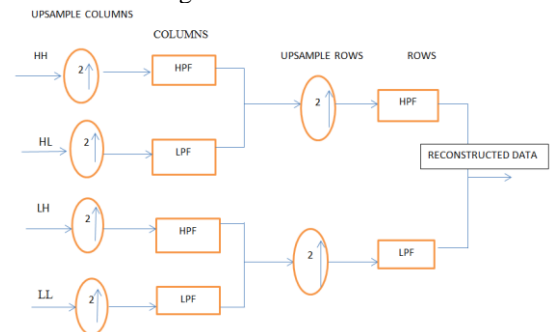 UPSAMPLE COLUMNS
COLUMNS
UPSAMPLE ROWS
ROWS
HH
2
HPF
2
HPF
HL
2
LPF
RECONSTRUCTED DATA
LH
2
HPF
2
LPF
LL
2
LPF